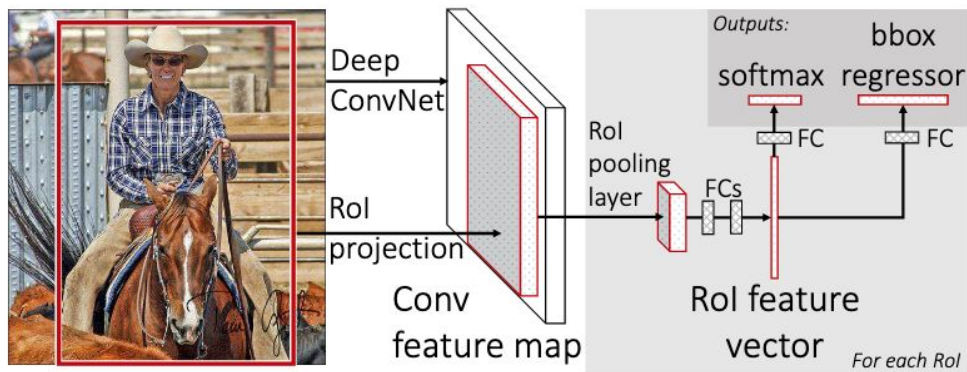 Deep
ConvNet
RoI
projection
Conv
feature map
RoI
pooling
layer
FCs
RoI feature
vector
For each RoI
Outputs:
softmax
bbox
regressor
FC
FC